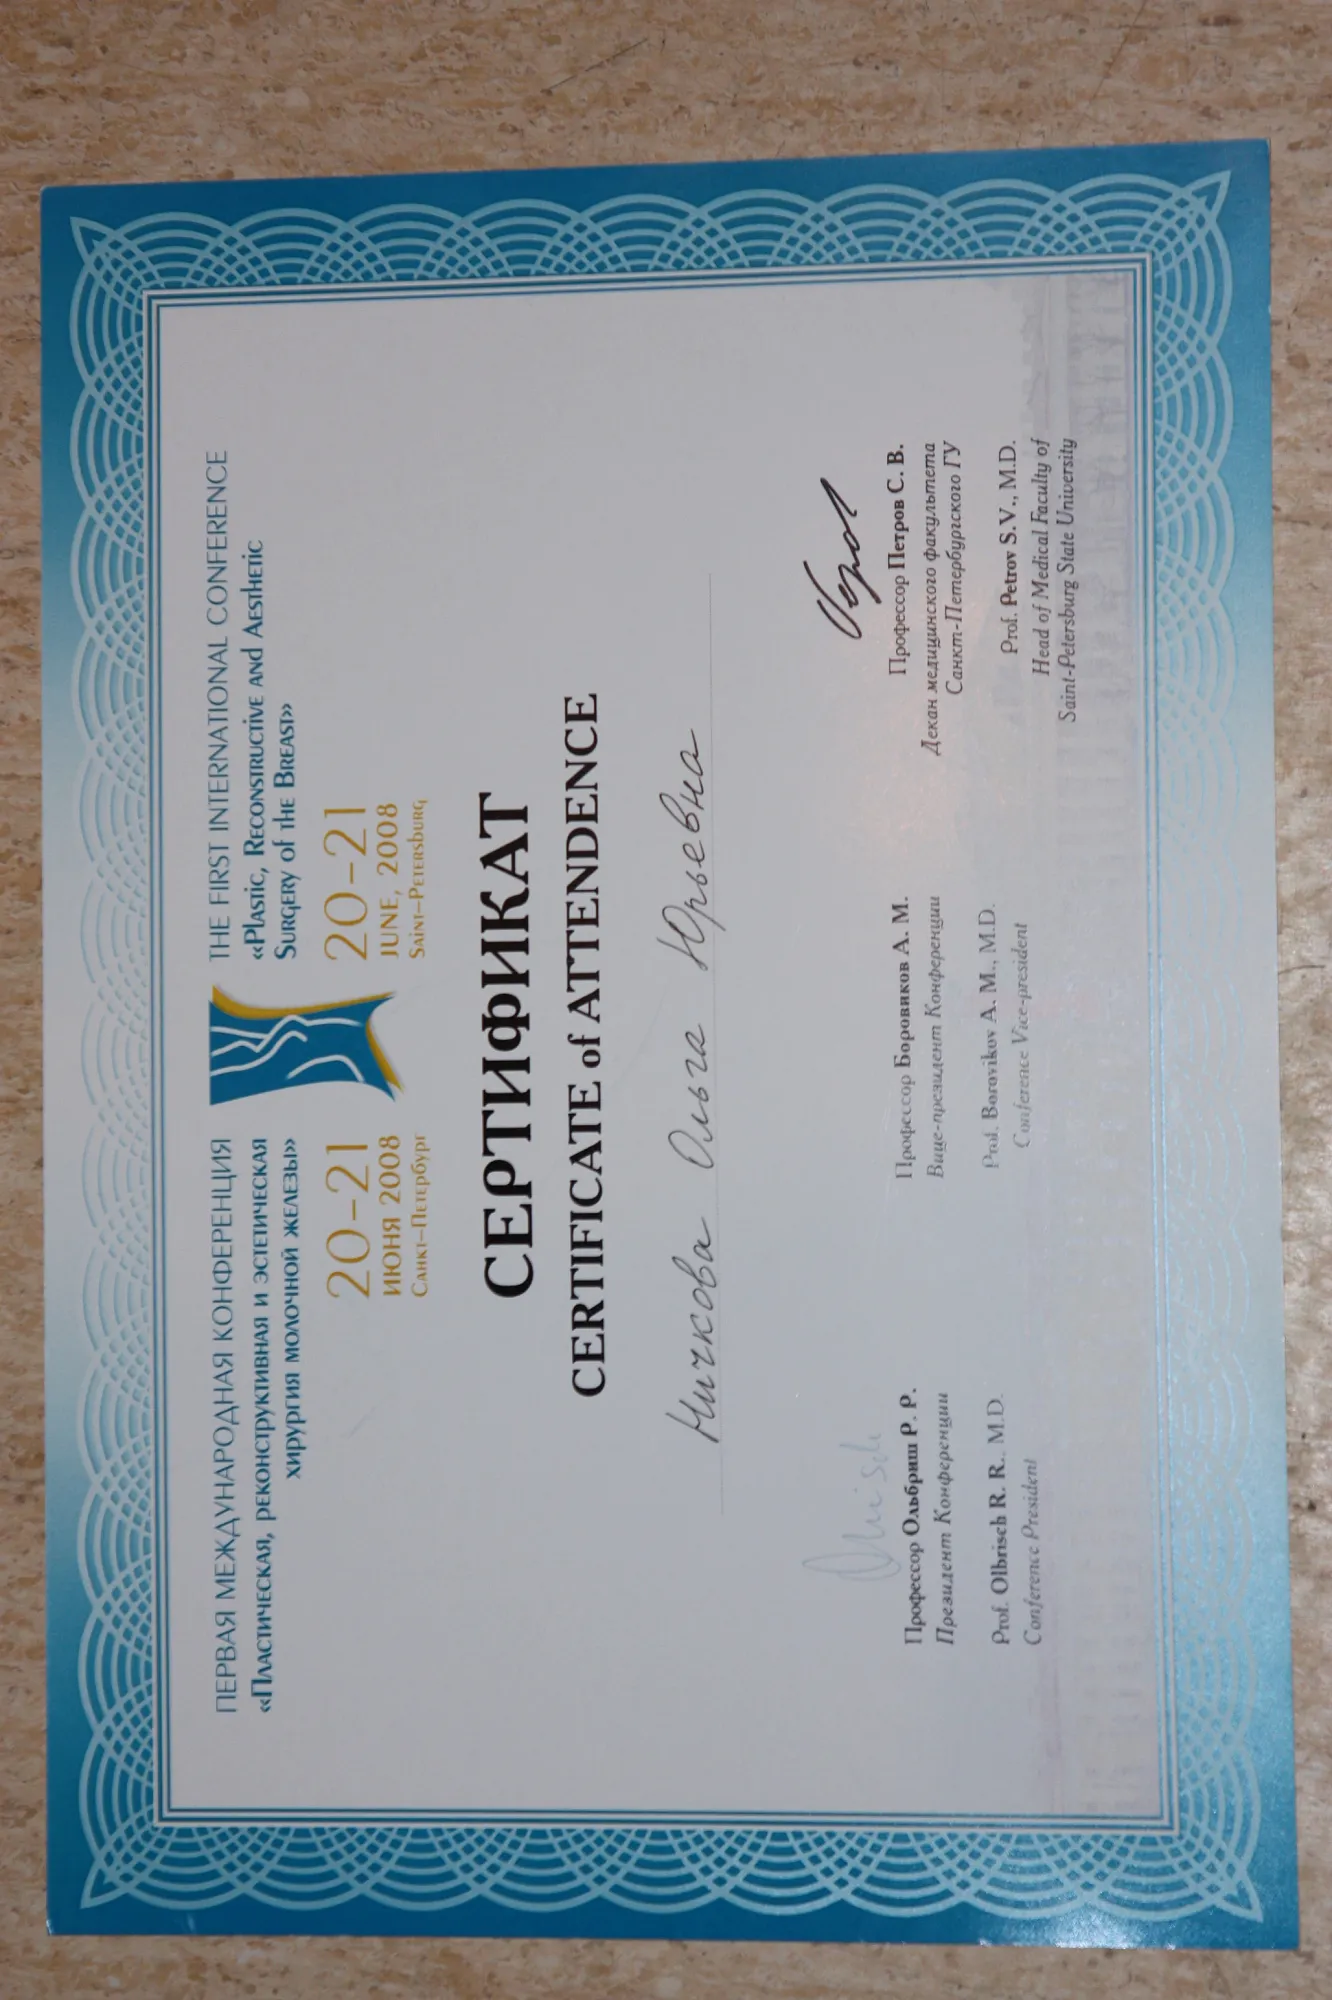 ПЕРВАЯ МЕЖДУНАРОДНАЯ КОНФЕРЕНЦИЯ
«Пластическая, реконструктивная и эстетическая
хирургия молочной железы»
20–21
ИЮНЯ 2008
Санкт–Петербург
THE FIRST INTERNATIONAL CONFERENCE
«Plastic, Reconstructive and Aesthetic
Surgery of the Breast»
20–21
JUNE, 2008
Saint–Petersburg
СЕРТИФИКАТ
CERTIFICATE of ATTENDENCE
Ничкова Ольга Юрьевна
Профессор Ольбриш Р. Р.
Президент Конференции
Prof. Olbrisch R. R., M.D.
Conference President
Профессор Боровиков А. М.
Вице-президент Конференции
Prof. Borovikov A. M., M.D.
Conference Vice-president
Профессор Петров С. В.
Декан медицинского факультета
Санкт-Петербургского ГУ
Prof. Petrov S.V., M.D.
Head of Medical Faculty of
Saint-Petersburg State University